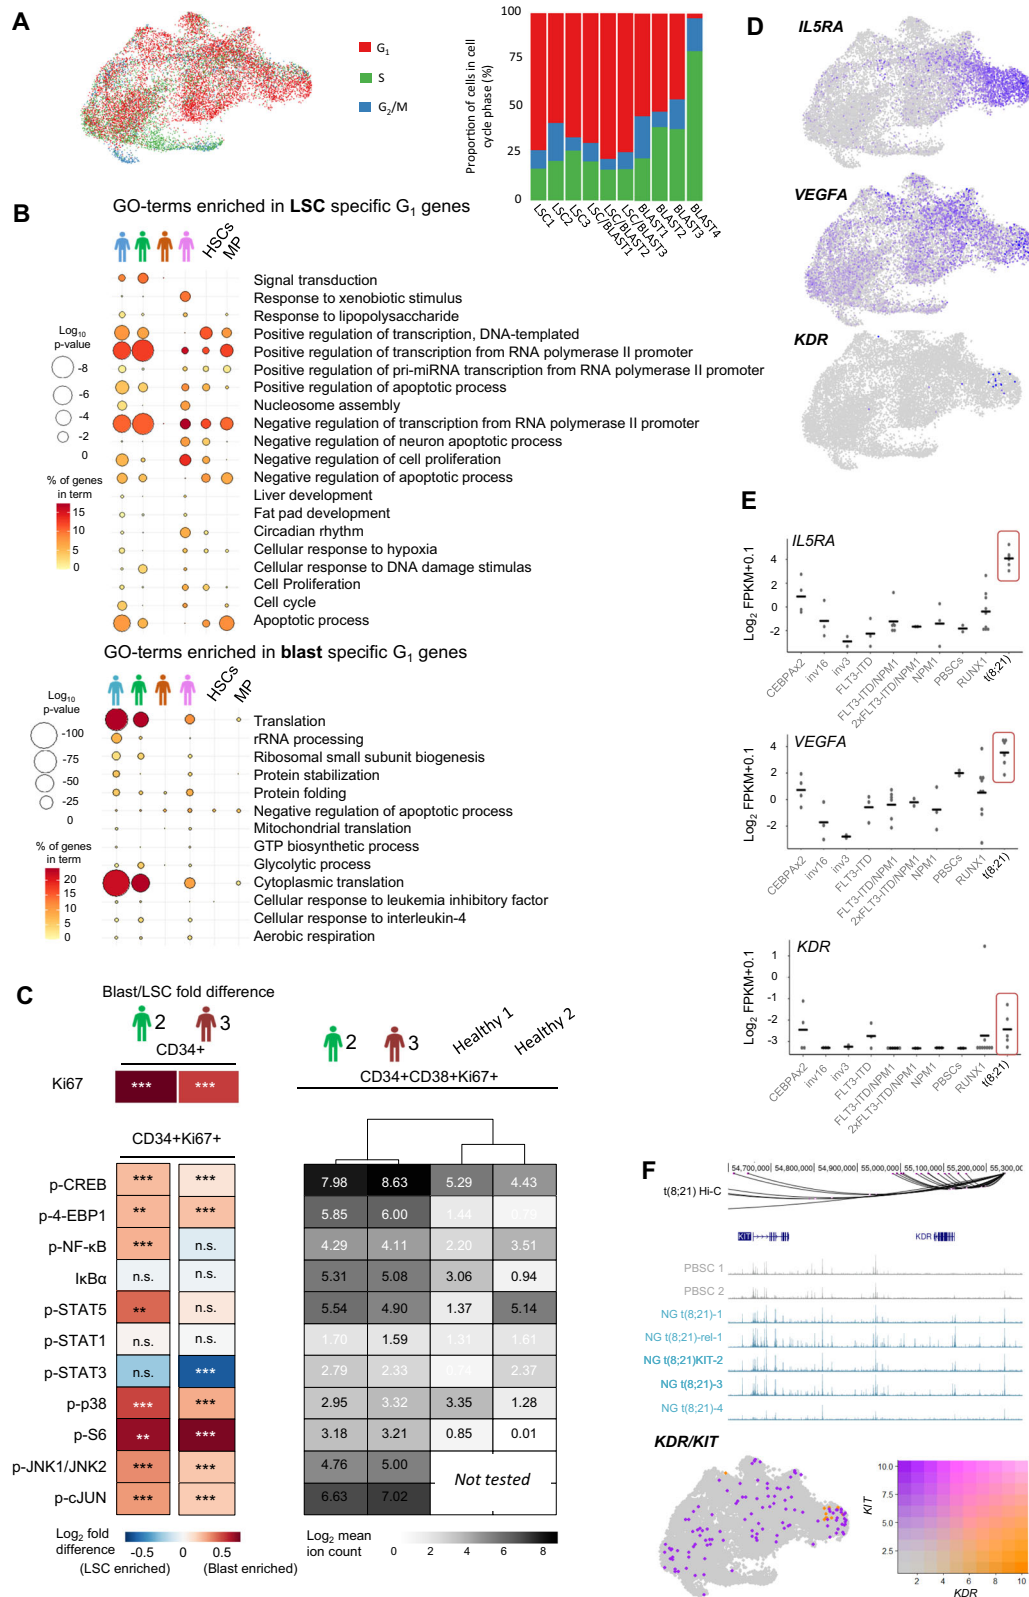 A
G1
S
G2/M
Proportion of cells in cell
cycle phase (%)
100
75
50
25
0
LSC1
LSC2
LSC3
LSC/BLAST1
LSC/BLAST2
LSC/BLAST3
BLAST1
BLAST2
BLAST3
BLAST4
B
GO-terms enriched in LSC specific G1 genes
HSCs
MP
Log10
p-value
-8
-6
-4
-2
0
% of genes
in term
15
10
5
0
Signal transduction
Response to xenobiotic stimulus
Response to lipopolysaccharide
Positive regulation of transcription, DNA-templated
Positive regulation of transcription from RNA polymerase II promoter
Positive regulation of pri-miRNA transcription from RNA polymerase II promoter
Positive regulation of apoptotic process
Nucleosome assembly
Negative regulation of transcription from RNA polymerase II promoter
Negative regulation of neuron apoptotic process
Negative regulation of cell proliferation
Negative regulation of apoptotic process
Liver development
Fat pad development
Circadian rhythm
Cellular response to hypoxia
Cellular response to DNA damage stimulas
Cell Proliferation
Cell cycle
Apoptotic process
GO-terms enriched in blast specific G1 genes
HSCs
MP
Log10
p-value
-100
-75
-50
-25
0
% of genes
in term
20
15
10
5
0
Translation
rRNA processing
Ribosomal small subunit biogenesis
Protein stabilization
Protein folding
Negative regulation of apoptotic process
Mitochondrial translation
GTP biosynthetic process
Glycolytic process
Cytoplasmic translation
Cellular response to leukemia inhibitory factor
Cellular response to interleukin-4
Aerobic respiration
C
Blast/LSC fold difference
2 3
CD34+
Ki67 *** ***
CD34+Ki67+
p-CREB *** ***
p-4-EBP1 ** ***
p-NF-κB *** n.s.
IκBα n.s. n.s.
p-STAT5 ** n.s.
p-STAT1 n.s. n.s.
p-STAT3 n.s. ***
p-p38 *** ***
p-S6 ** ***
p-JNK1/JNK2 *** ***
p-cJUN *** ***
Log2 fold
difference
-0.5 0 0.5
(LSC enriched) (Blast enriched)
2 3 Healthy 1 Healthy 2
CD34+CD38+Ki67+
7.98 8.63 5.29 4.43
5.85 6.00 1.44 0.79
4.29 4.11 2.20 3.51
5.31 5.08 3.06 0.94
5.54 4.90 1.37 5.14
1.70 1.59 1.31 1.61
2.79 2.33 0.74 2.37
2.95 3.32 3.35 1.28
3.18 3.21 0.85 0.01
4.76 5.00
6.63 7.02
Not tested
Log2 mean
ion count
0 2 4 6 8
D
IL5RA
VEGFA
KDR
E
IL5RA
Log2 FPKM+0.1
4
2
0
-2
CEBPAx2
inv16
inv3
FLT3-ITD
FLT3-ITD/NPM1
2xFLT3-ITD/NPM1
NPM1
PBSCs
RUNX1
t(8;21)
VEGFA
Log2 FPKM+0.1
4
2
0
-2
CEBPAx2
inv16
inv3
FLT3-ITD
FLT3-ITD/NPM1
2xFLT3-ITD/NPM1
NPM1
PBSCs
RUNX1
t(8;21)
KDR
Log2 FPKM+0.1
1
-1
-2
-3
CEBPAx2
inv16
inv3
FLT3-ITD
FLT3-ITD/NPM1
2xFLT3-ITD/NPM1
NPM1
PBSCs
RUNX1
t(8;21)
F
54,700,000 54,800,000 54,900,000 55,000,000 55,100,000 55,200,000 55,300,0
t(8;21) Hi-C
KIT
KDR
PBSC 1
PBSC 2
NG t(8;21)-1
NG t(8;21)-rel-1
NG t(8;21)KIT-2
NG t(8;21)-3
NG t(8;21)-4
KDR/KIT
KIT
10.0
7.5
5.0
2.5
2 4 6 8 10
KDR